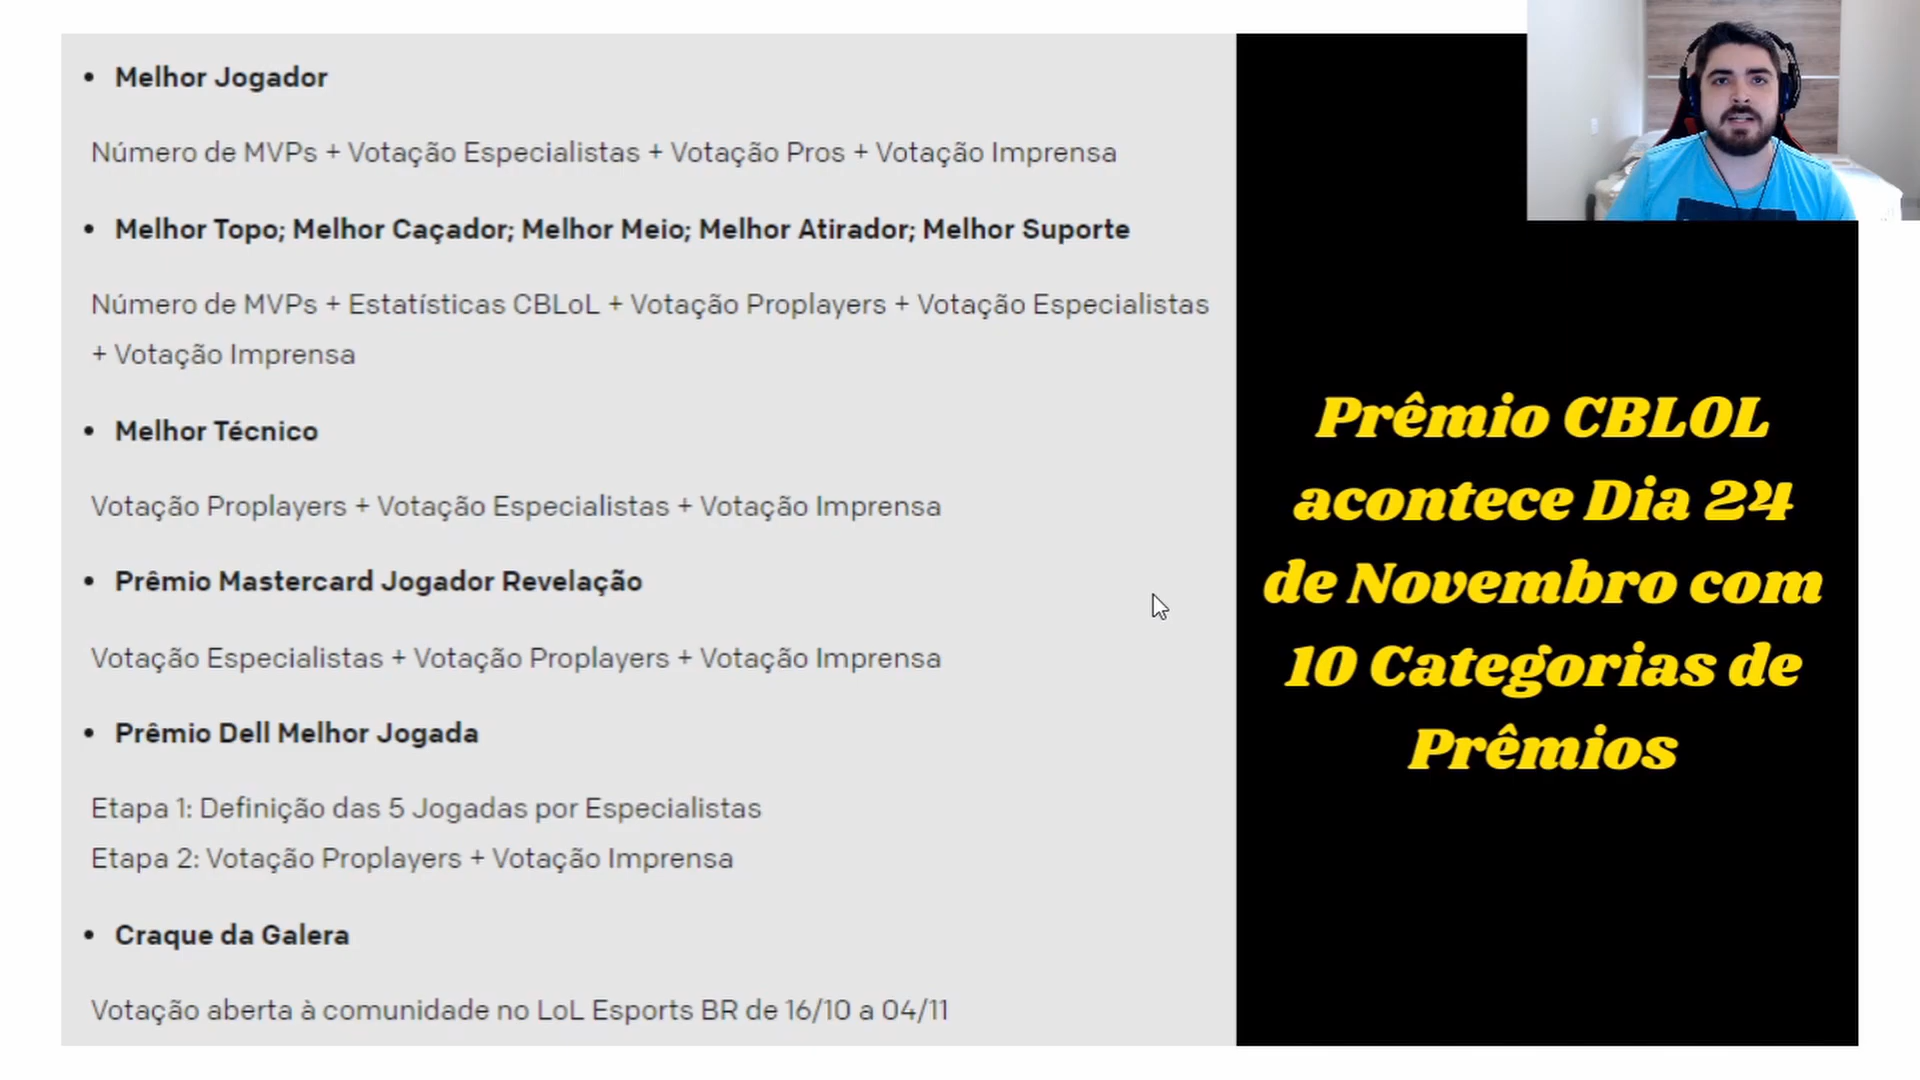 Melhor Jogador
Número de MVPs + Votação Especialistas + Votação Pros + Votação Imprensa
Melhor Topo; Melhor Caçador; Melhor Meio; Melhor Atirador; Melhor Suporte
Número de MVPs + Estatísticas CBLoL + Votação Proplayers + Votação Especialistas
+ Votação Imprensa
Melhor Técnico
Votação Proplayers + Votação Especialistas + Votação Imprensa
Prêmio Mastercard Jogador Revelação
Votação Especialistas + Votação Proplayers + Votação Imprensa
Prêmio Dell Melhor Jogada
Etapa 1: Definição das 5 Jogadas por Especialistas
Etapa 2: Votação Proplayers + Votação Imprensa
Craque da Galera
Votação aberta à comunidade no LoL Esports BR de 16/10 a 04/11
Prêmio CBLOL
acontece Dia 24
de Novembro com
10 Categorias de
Prêmios